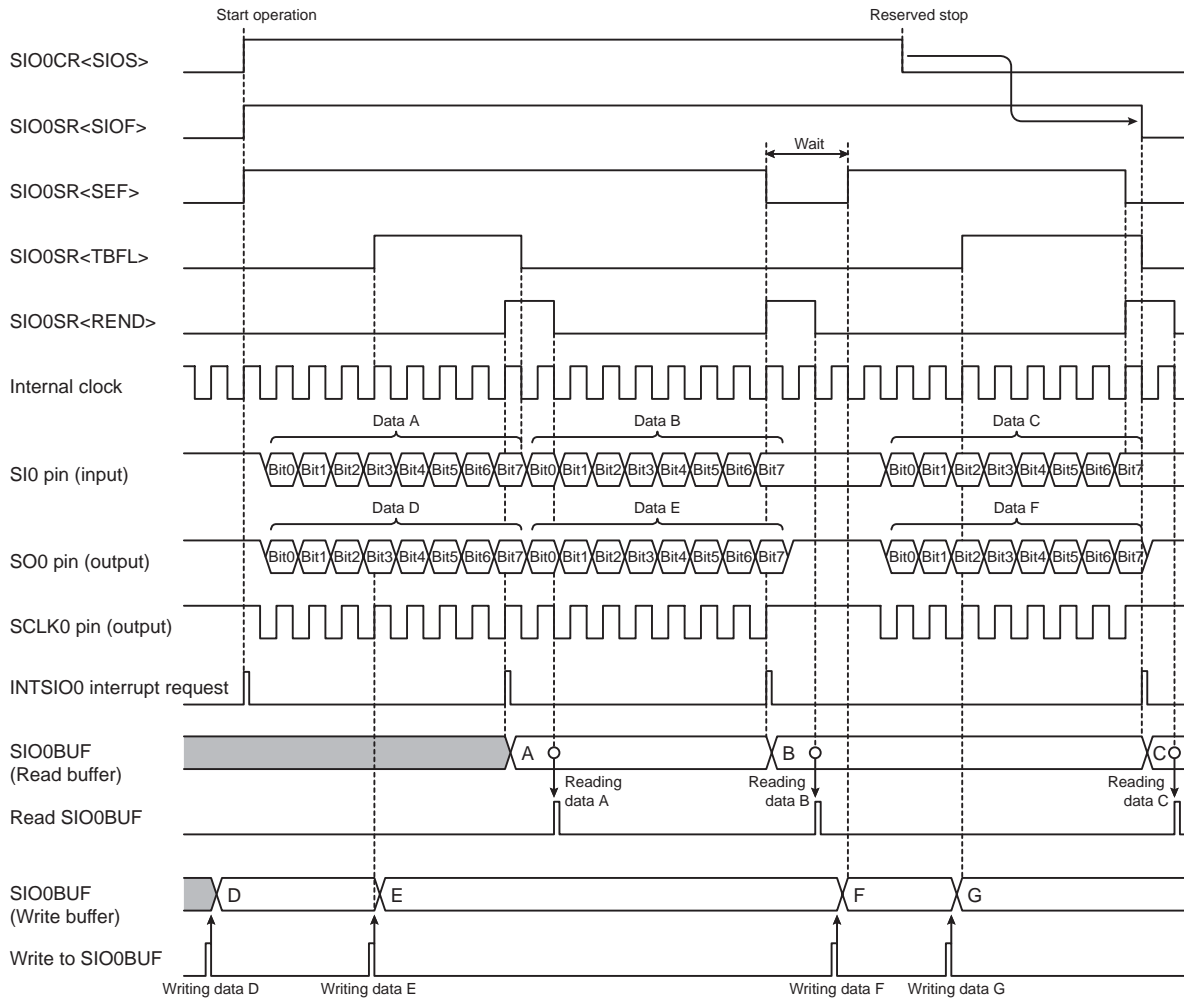 Start operation
Reserved stop
SIO0CR<SIOS>
SIO0SR<SIOF>
Wait
SIO0SR<SEF>
SIO0SR<TBFL>
SIO0SR<REND>
Internal clock
Data A
Data B
Data C
SI0 pin (input)
Bit0 Bit1 Bit2 Bit3 Bit4 Bit5 Bit6 Bit7 Bit0 Bit1 Bit2 Bit3 Bit4 Bit5 Bit6 Bit7 Bit0 Bit1 Bit2 Bit3 Bit4 Bit5 Bit6 Bit7
Data D
Data E
Data F
SO0 pin (output)
Bit0 Bit1 Bit2 Bit3 Bit4 Bit5 Bit6 Bit7 Bit0 Bit1 Bit2 Bit3 Bit4 Bit5 Bit6 Bit7 Bit0 Bit1 Bit2 Bit3 Bit4 Bit5 Bit6 Bit7
SCLK0 pin (output)
INTSIO0 interrupt request
SIO0BUF
(Read buffer)
A
B
C
Reading
data A
Reading
data B
Reading
data C
Read SIO0BUF
SIO0BUF
(Write buffer)
D
E
F
G
Write to SIO0BUF
Writing data D
Writing data E
Writing data F
Writing data G